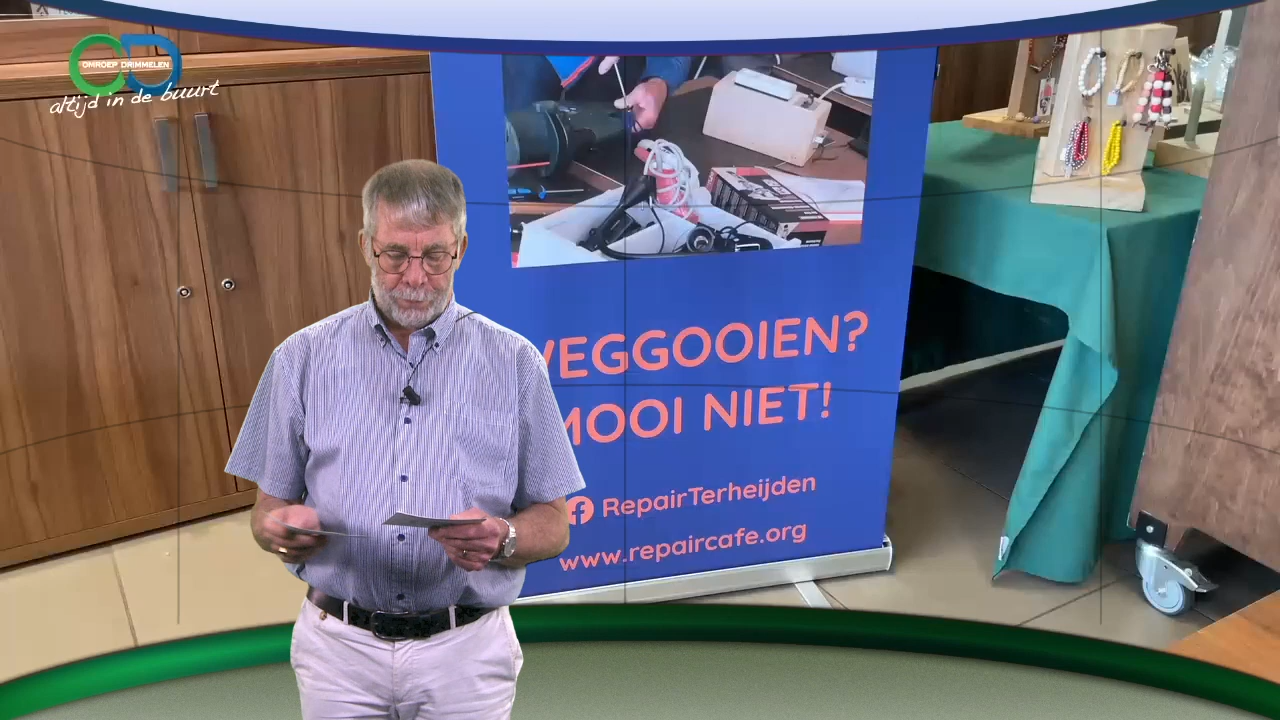 OMROEP DRIMMELEN
altijd in de buurt
WEGGOOIEN?
MOOI NIET!
RepairTerheijden
www.repaircafe.org